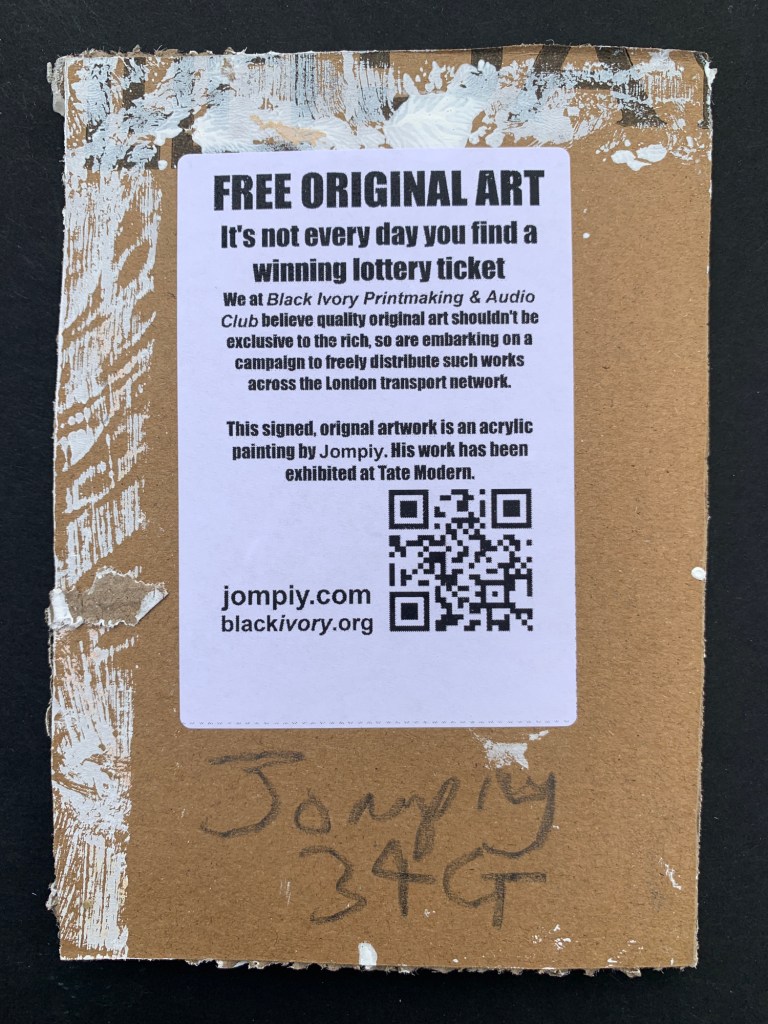 FREE ORIGINAL ART
It's not every day you find a
winning lottery ticket
We at Black Ivory Printmaking & Audio
Club believe quality original art shouldn't be
exclusive to the rich, so are embarking on a
campaign to freely distribute such works
across the London transport network.
This signed, orignal artwork is an acrylic
painting by Jompiy. His work has been
exhibited at Tate Modern.
jompiy.com
blackivory.org
Jompiy
34GT